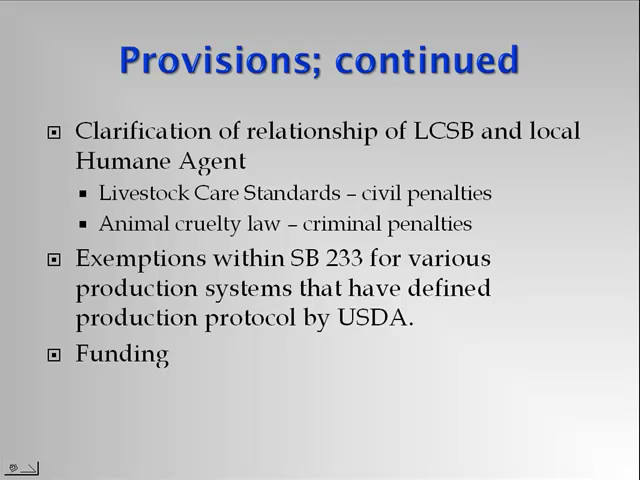 Provisions; continued
Clarification of relationship of LCSB and local
Humane Agent
Livestock Care Standards – civil penalties
Animal cruelty law – criminal penalties
Exemptions within SB 233 for various
production systems that have defined
production protocol by USDA.
Funding